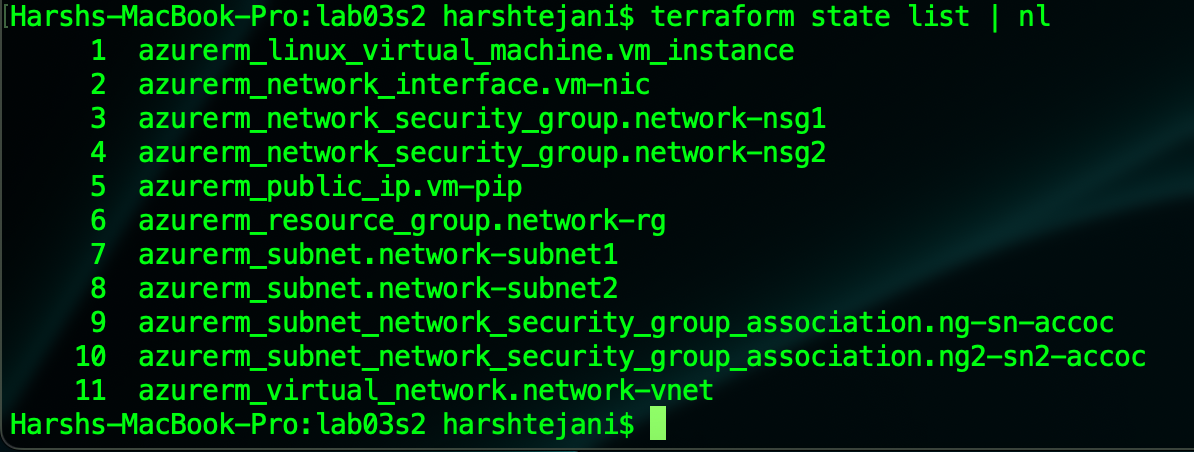 [Harshs-MacBook-Pro:lab03s2 harshtejani$ terraform state list | nl
1 azurerm_linux_virtual_machine.vm_instance
2 azurerm_network_interface.vm-nic
3 azurerm_network_security_group.network-nsg1
4 azurerm_network_security_group.network-nsg2
5 azurerm_public_ip.vm-pip
6 azurerm_resource_group.network-rg
7 azurerm_subnet.network-subnet1
8 azurerm_subnet.network-subnet2
9 azurerm_subnet_network_security_group_association.ng-sn-accoc
10 azurerm_subnet_network_security_group_association.ng2-sn2-accoc
11 azurerm_virtual_network.network-vnet
Harshs-MacBook-Pro:lab03s2 harshtejani$